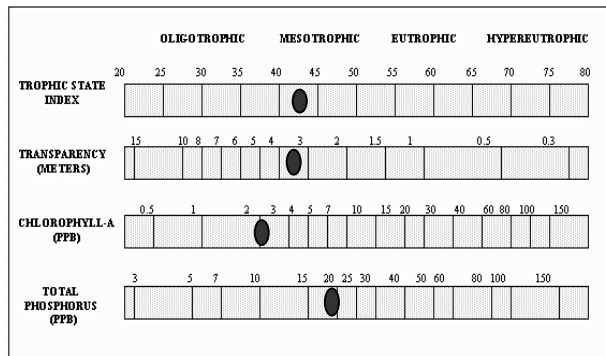 OLIGOTROPHIC MESOTROPHIC EUTROPHIC HYPEREUTROPHIC
20 25 30 35 40 45 50 55 60 65 70 75 80
TROPHIC STATE
INDEX
15 10 8 7 6 5 4 3 2 1.5 1 0.5 0.3
TRANSPARENCY
(METERS)
0.5 1 2 3 4 5 7 10 15 20 30 40 60 80 100 150
CHLOROPHYLL-A
(PPB)
3 5 7 10 15 20 25 30 40 50 60 80 100 150
TOTAL
PHOSPHORUS
(PPB)